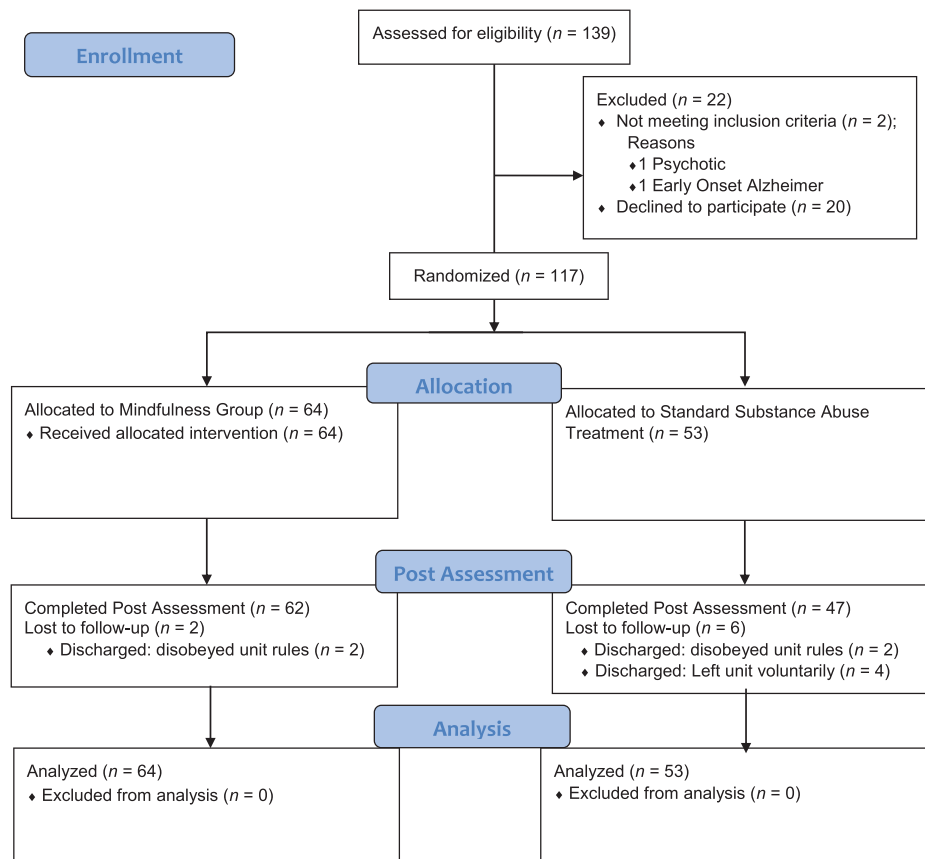 Enrollment
Assessed for eligibility (n = 139)
Excluded (n = 22)
♦ Not meeting inclusion criteria (n = 2);
Reasons
♦1 Psychotic
♦1 Early Onset Alzheimer
♦ Declined to participate (n = 20)
Randomized (n = 117)
Allocation
Allocated to Mindfulness Group (n = 64)
♦ Received allocated intervention (n = 64)
Allocated to Standard Substance Abuse
Treatment (n = 53)
Post Assessment
Completed Post Assessment (n = 62)
Lost to follow-up (n = 2)
♦ Discharged: disobeyed unit rules (n = 2)
Completed Post Assessment (n = 47)
Lost to follow-up (n = 6)
♦ Discharged: disobeyed unit rules (n = 2)
♦ Discharged: Left unit voluntarily (n = 4)
Analysis
Analyzed (n = 64)
♦ Excluded from analysis (n = 0)
Analyzed (n = 53)
♦ Excluded from analysis (n = 0)